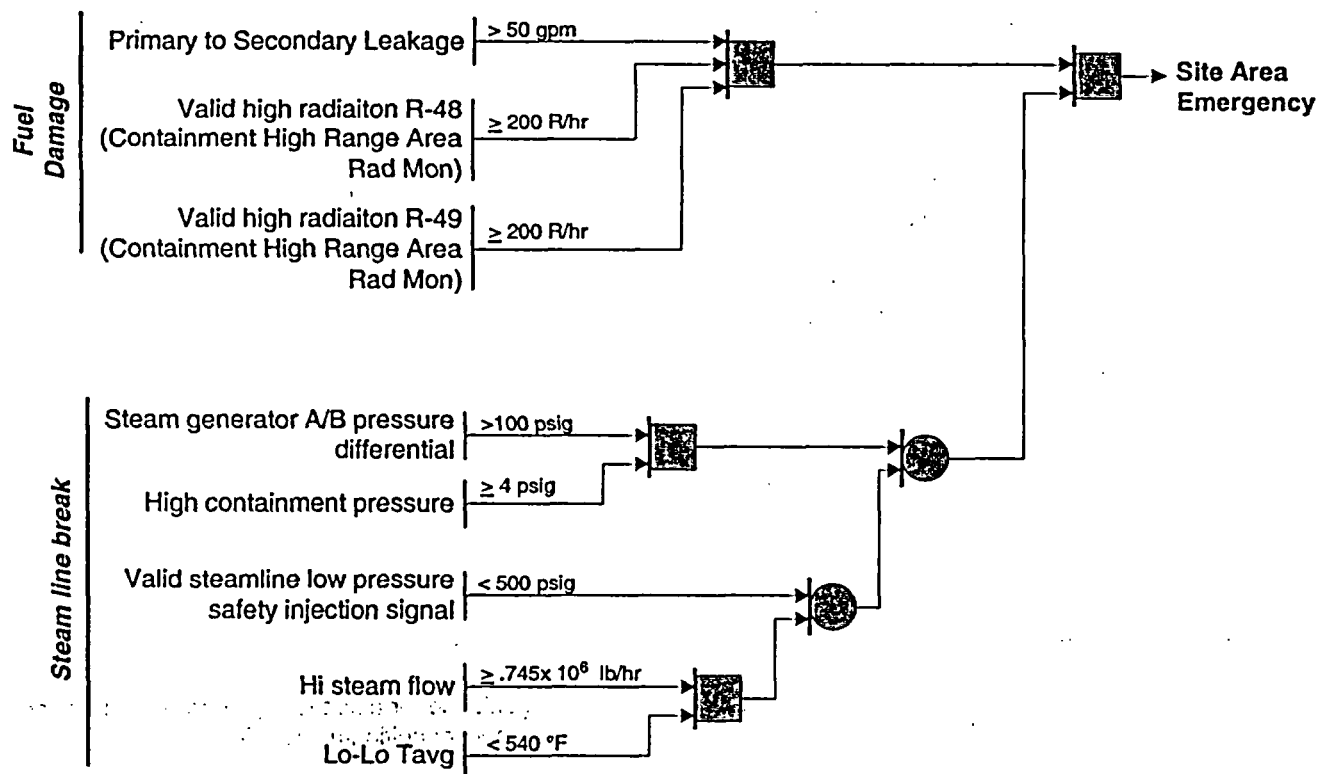 Fuel
Damage
Primary to Secondary Leakage
> 50 gpm
Valid high radiaiton R-48
(Containment High Range Area
Rad Mon)
≥ 200 R/hr
Valid high radiaiton R-49
(Containment High Range Area
Rad Mon)
≥ 200 R/hr
Site Area
Emergency
Steam line break
Steam generator A/B pressure
differential
>100 psig
High containment pressure
≥ 4 psig
Valid steamline low pressure
safety injection signal
< 500 psig
Hi steam flow
≥ .745x 10⁶ lb/hr
Lo-Lo Tavg
< 540 °F